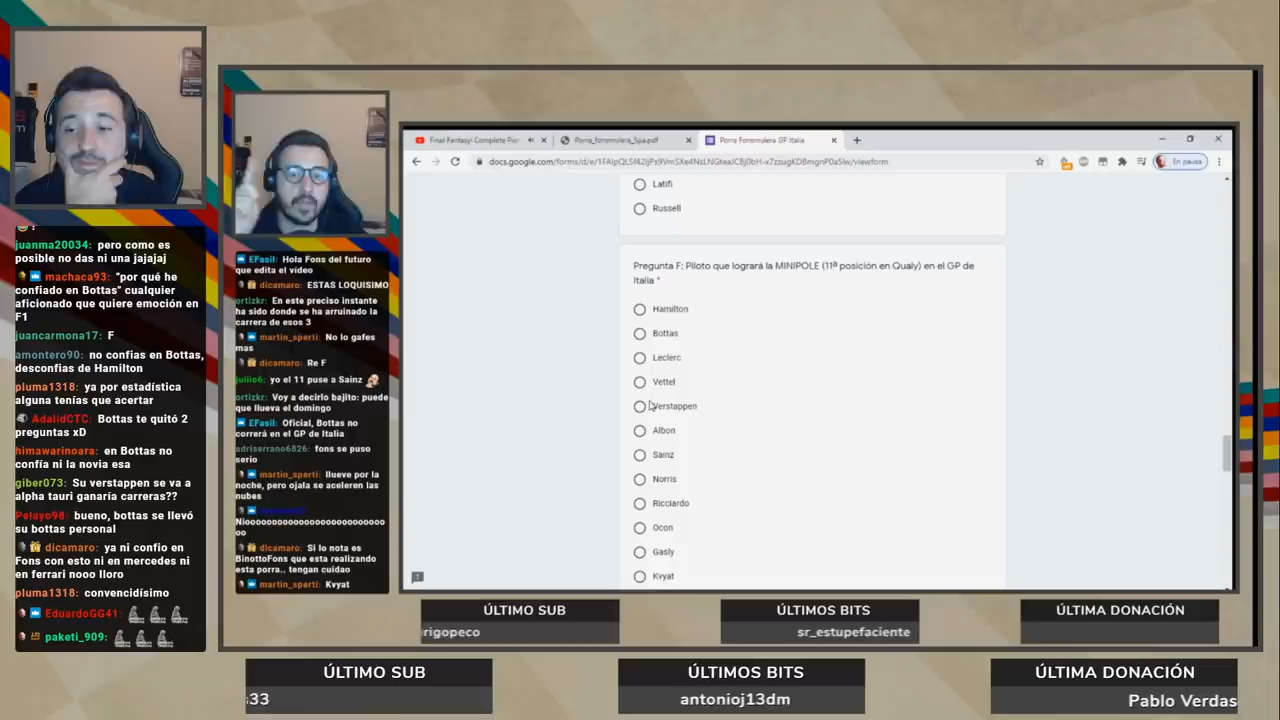 juanma20034: pero como es
posible no das ni una jajajaj
machaca93: "por qué he
confiado en Bottas" cualquier
aficionado que quiere emoción en
F1
juancarmona17: F
amontero90: no confias en Bottas,
desconfias de Hamilton
pluma1318: ya por estadística
alguna tenías que acertar
AdalidCTC: Bottas te quitó 2
preguntas xD
himawarinoara: en Bottas no
confía ni la novia esa
giber073: Su verstappen se va a
alpha tauri ganaría carreras??
Pelayo98: bueno, bottas se llevó
su bottas personal
dicamaro: ya ni confio en
Fons con esto ni en mercedes ni
en ferrari nooo lloro
pluma1318: convencidísimo
EduardoGG41:
paketi_909:
EFasil: Hola Fons del futuro
que edita el vídeo
dicamaro: ESTAS LOQUISIMO
ortizkr: En este preciso instante
ha sido donde se ha arruinado la
carrera de esos 3
martin_sperti: No lo gafes
mas
dicamaro: Re F
juliio6: yo el 11 puse a Sainz
ortizkr: Voy a decirlo bajito: puede
que llueva el domingo
EFasil: Oficial, Bottas no
correrá en el GP de Italia
adriserrano6826: fons se puso
serio
martin_sperti: llueve por la
noche, pero ojala se aceleren las
nubes
Niooooooooooooooooooooooo
oo
dicamaro: Si lo nota es
BinottoFons que esta realizando
esta porra.. tengan cuidao
martin_sperti: Kvyat
Final Fantasy: Complete Pia
Porra_fonsmulera_Spa.pdf
Porra Fonsmulera GP Italia
docs.google.com/forms/d/e/
En pausa
Latifi
Russell
Pregunta F: Piloto que logrará la MINIPOLE (11ª posición en Qualy) en el GP de
Italia *
Hamilton
Bottas
Leclerc
Vettel
Verstappen
Albon
Sainz
Norris
Ricciardo
Ocon
Gasly
Kvyat
ÚLTIMO SUB
rigopeco
ÚLTIMOS BITS
sr_estupefaciente
ÚLTIMA DONACIÓN
ÚLTIMO SUB
33
ÚLTIMOS BITS
antonioj13dm
ÚLTIMA DONACIÓN
Pablo Verdas